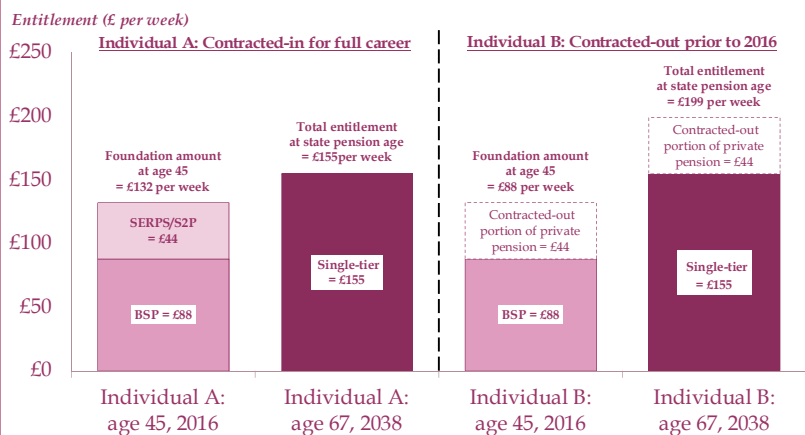 Entitlement (£ per week)
£250
£200
£150
£100
£50
£0
Individual A: Contracted-in for full career
Foundation amount
at age 45
= £132 per week
SERPS/S2P
= £44
BSP = £88
Total entitlement
at state pension age
= £155per week
Single-tier
= £155
Individual B: Contracted-out prior to 2016
Foundation amount
at age 45
= £88 per week
Contracted-out
portion of private
pension = £44
BSP = £88
Total entitlement
at state pension age
= £199 per week
Contracted-out
portion of private
pension = £44
Single-tier
= £155
Individual A:
age 45, 2016
Individual A:
age 67, 2038
Individual B:
age 45, 2016
Individual B:
age 67, 2038